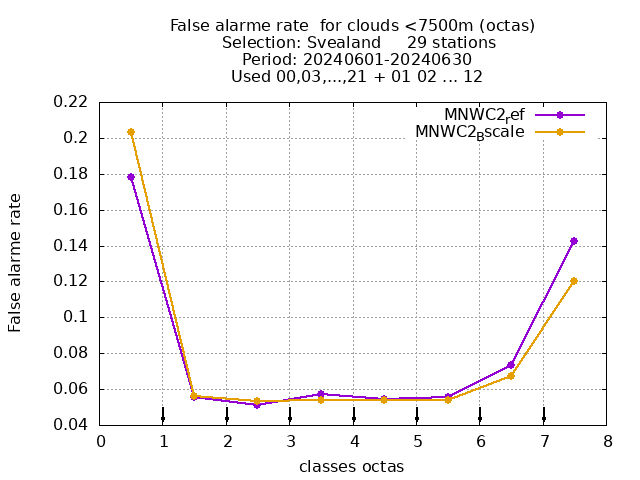 False alarme rate  for clouds <7500m (octas)
Selection: Svealand     29 stations
Period: 20240601-20240630
Used 00,03,...,21 + 01 02 ... 12
MNWC2ref
MNWC2Bscale
False alarme rate
0.22
0.2
0.18
0.16
0.14
0.12
0.1
0.08
0.06
0.04
0 1 2 3 4 5 6 7 8
classes octas